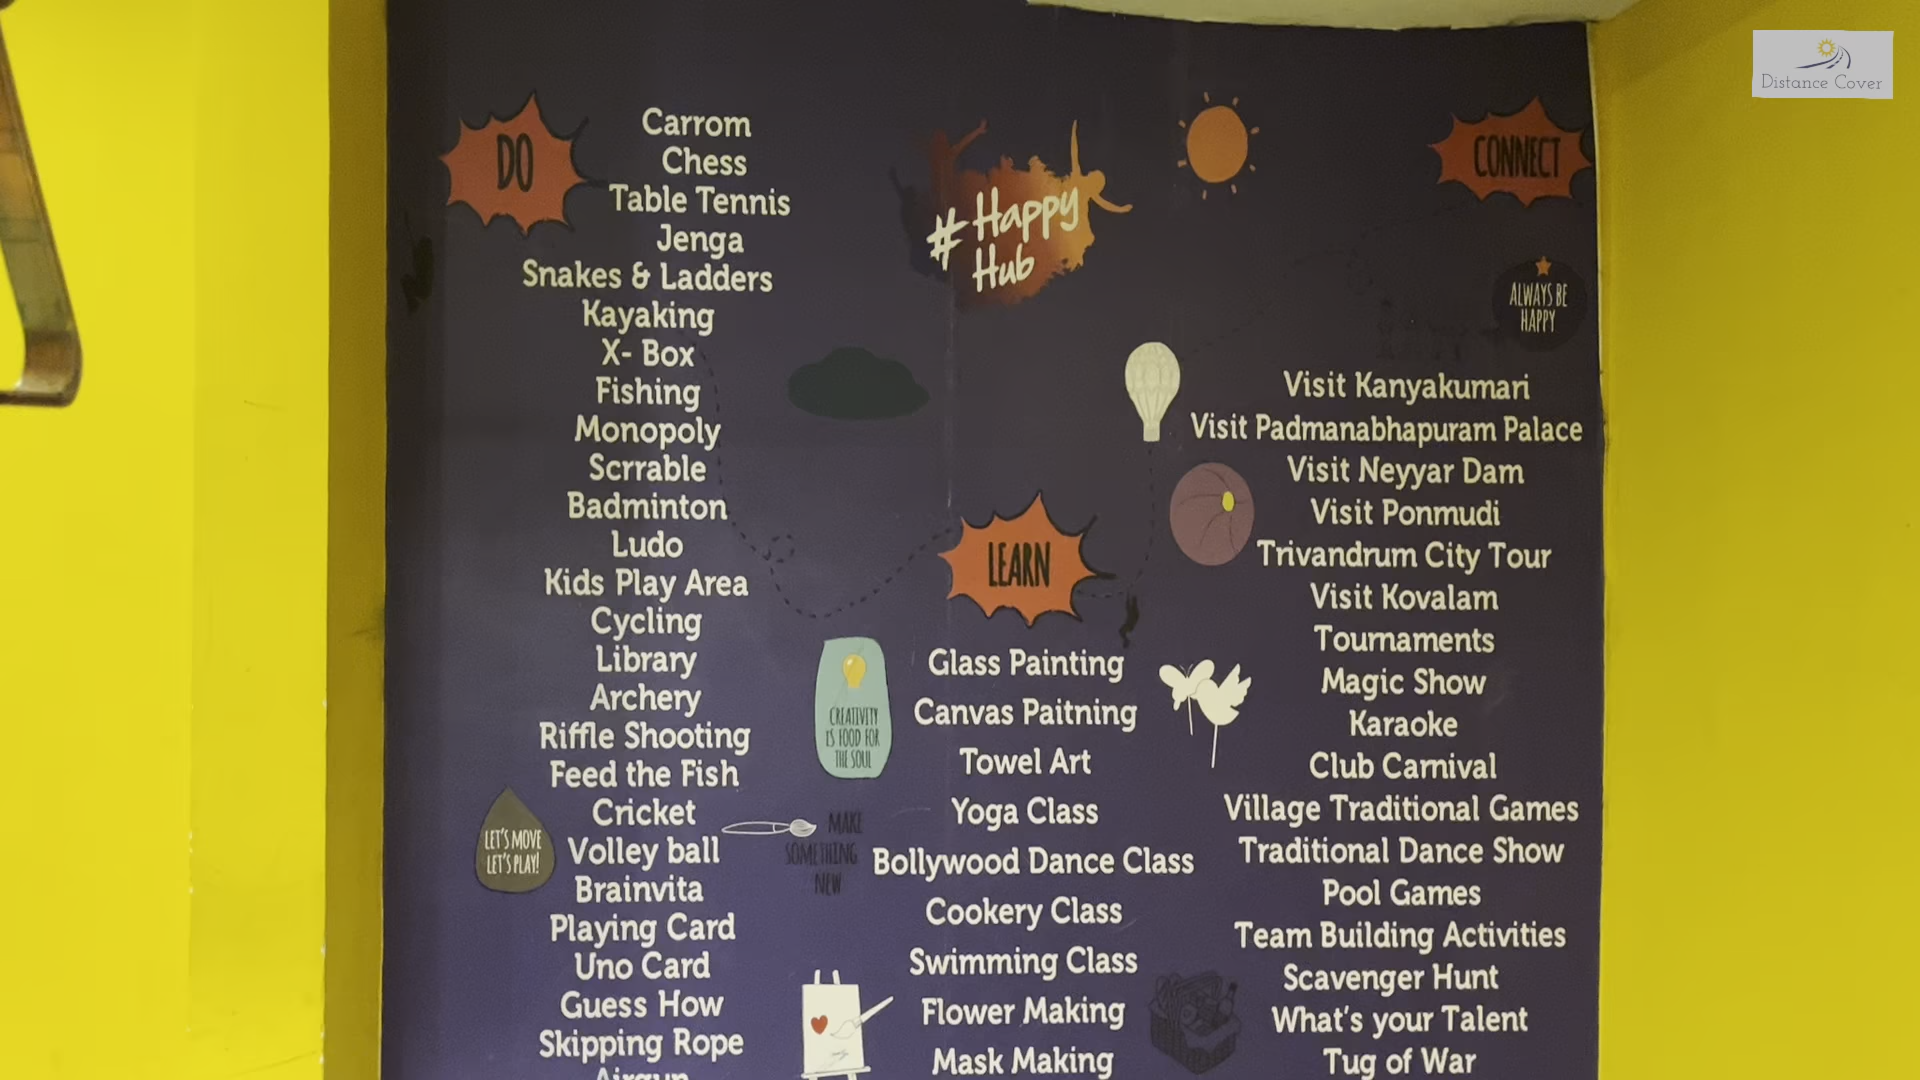 Distance Cover
DO
Carrom
Chess
Table Tennis
Jenga
Snakes & Ladders
Kayaking
X- Box
Fishing
Monopoly
Scrrable
Badminton
Ludo
Kids Play Area
Cycling
Library
Archery
Riffle Shooting
Feed the Fish
Cricket
Volley ball
Brainvita
Playing Card
Uno Card
Guess How
Skipping Rope
Airgun
LET'S MOVE
LET'S PLAY!
# Happy
Hub
LEARN
CREATIVITY
IS FOOD FOR
THE SOUL
MAKE
SOMETHING
NEW
Glass Painting
Canvas Paitning
Towel Art
Yoga Class
Bollywood Dance Class
Cookery Class
Swimming Class
Flower Making
Mask Making
CONNECT
ALWAYS BE
HAPPY
Visit Kanyakumari
Visit Padmanabhapuram Palace
Visit Neyyar Dam
Visit Ponmudi
Trivandrum City Tour
Visit Kovalam
Tournaments
Magic Show
Karaoke
Club Carnival
Village Traditional Games
Traditional Dance Show
Pool Games
Team Building Activities
Scavenger Hunt
What's your Talent
Tug of War